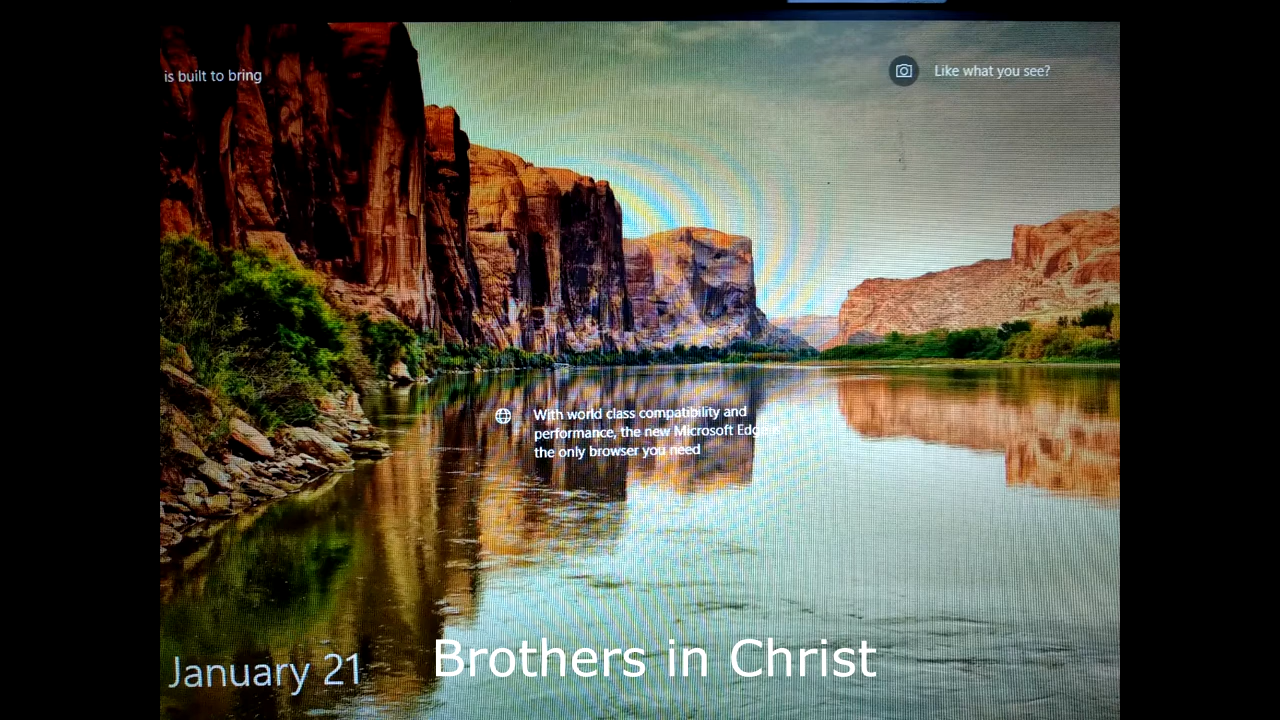 is built to bring
Like what you see?
With world class compatibility and
performance, the new Microsoft Edge
the only browser you need
January 21
Brothers in Christ